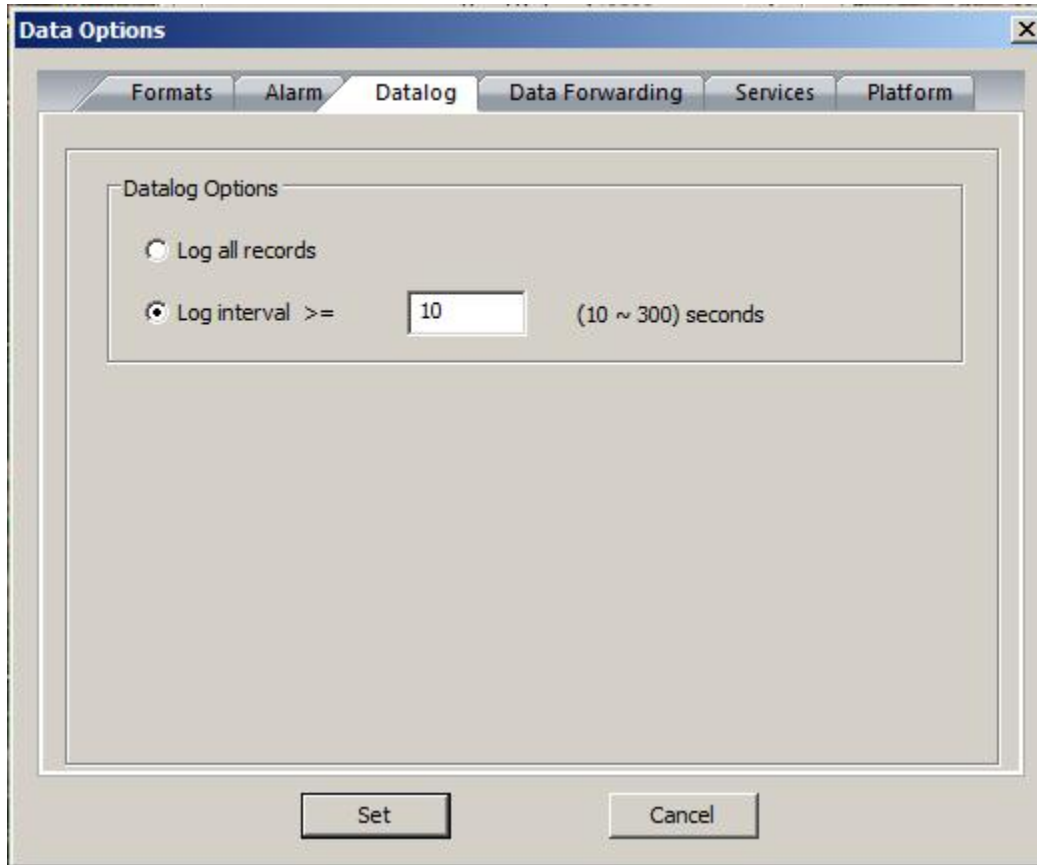 Data Options
Formats Alarm Datalog Data Forwarding Services Platform
Datalog Options
Log all records
Log interval >= 10 (10 ~ 300) seconds
Set Cancel